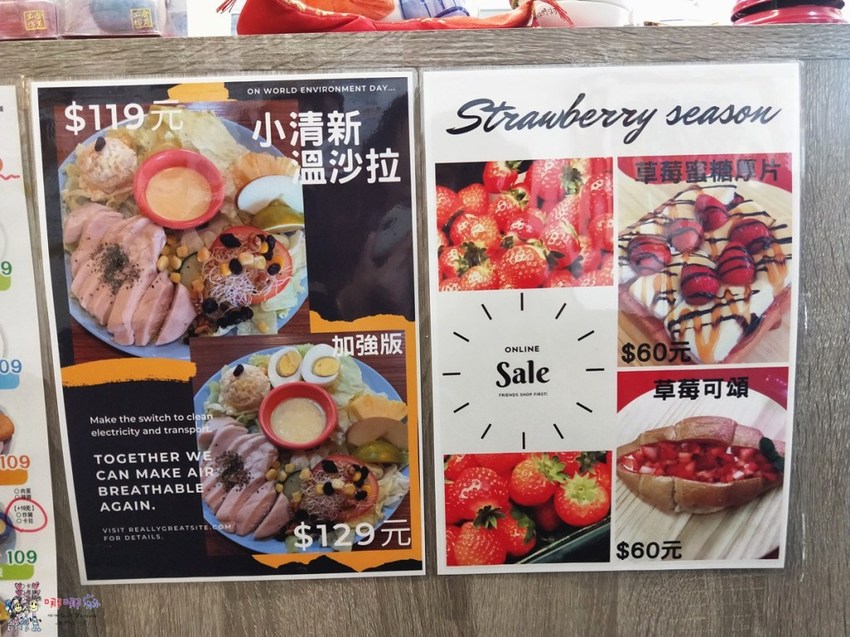 ON WORLD ENVIRONMENT DAY...
$119元
小清新
溫沙拉
加強版
Make the switch to clean
electricity and transport.
TOGETHER WE
CAN MAKE AIR
BREATHABLE
AGAIN.
VISIT REALLYGREATSITE.COM
FOR DETAILS.
$129元
Strawberry season
草莓蜜糖厚片
$60元
ONLINE
Sale
FRIENDS SHOP FIRST!
草莓可頌
$60元
109
109
109
109